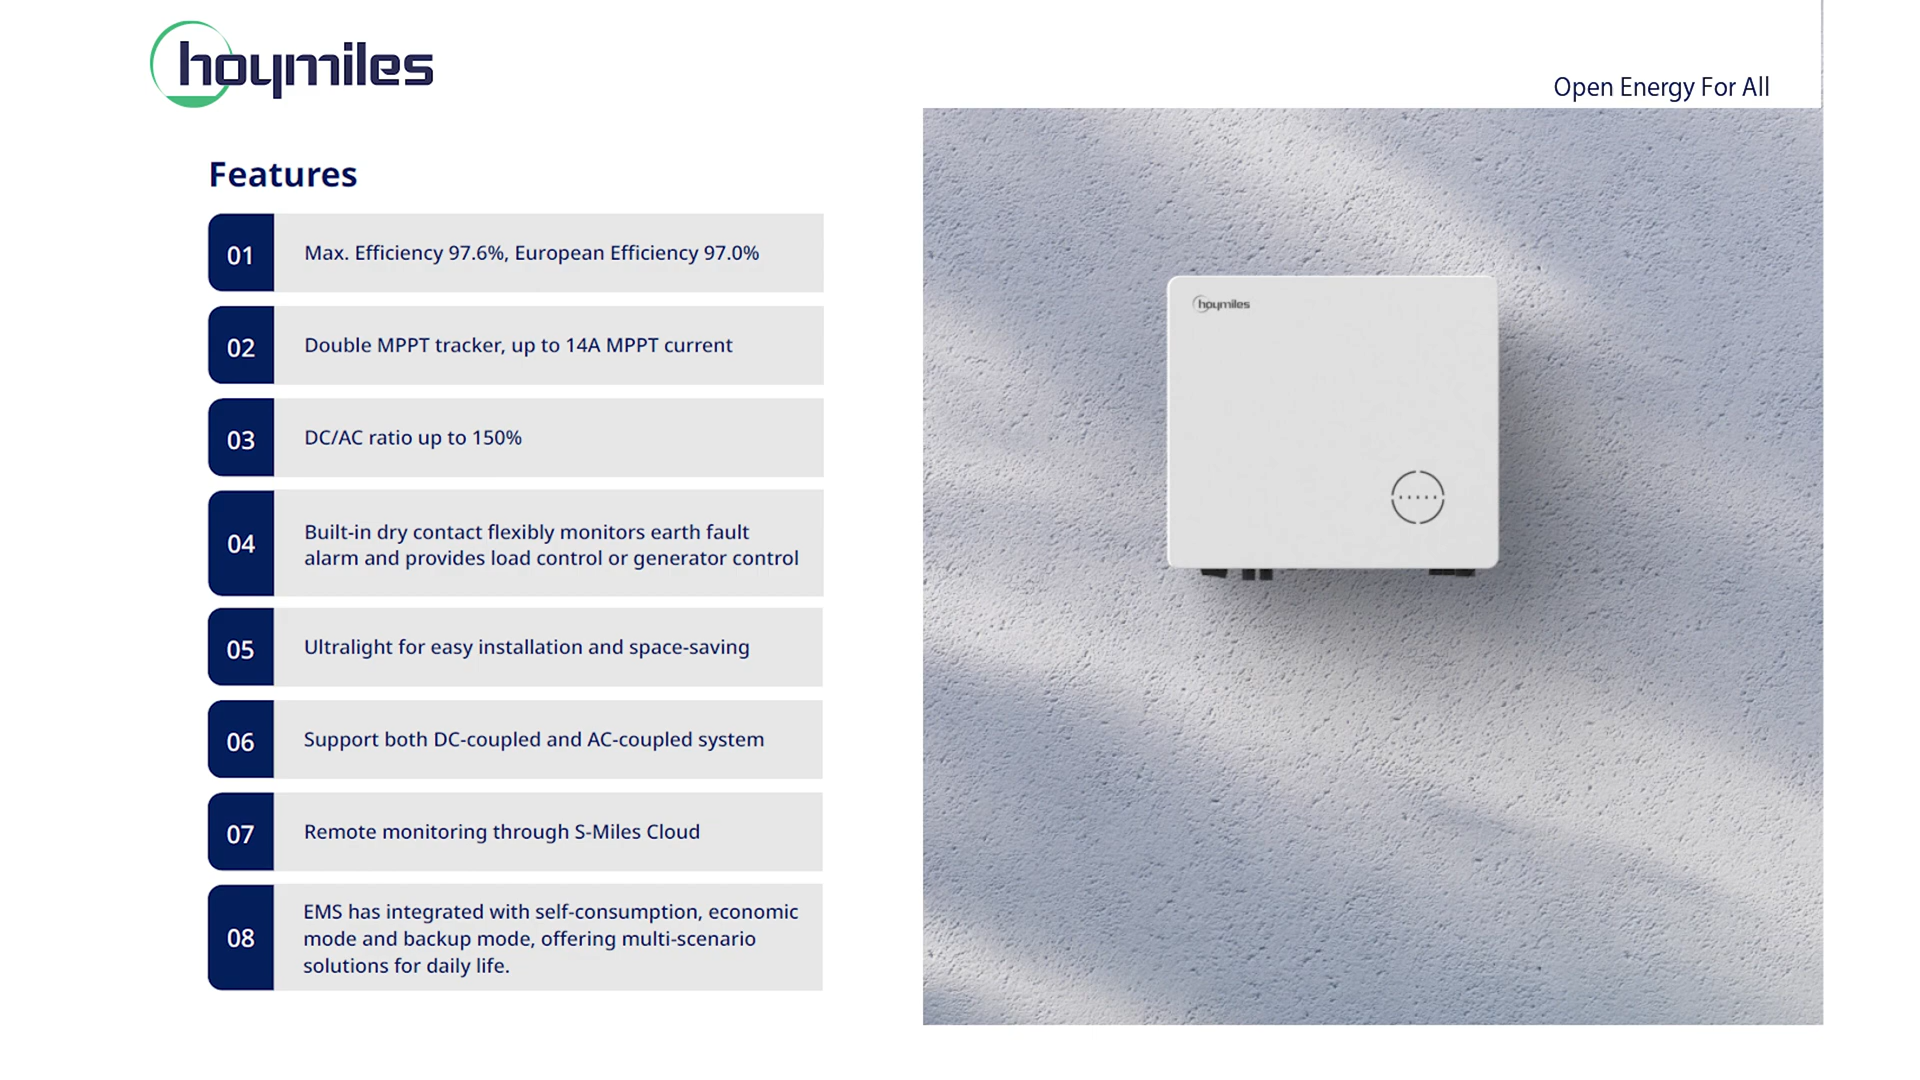 hoymiles
Open Energy For All
Features
01
Max. Efficiency 97.6%, European Efficiency 97.0%
02
Double MPPT tracker, up to 14A MPPT current
03
DC/AC ratio up to 150%
04
Built-in dry contact flexibly monitors earth fault
alarm and provides load control or generator control
05
Ultralight for easy installation and space-saving
06
Support both DC-coupled and AC-coupled system
07
Remote monitoring through S-Miles Cloud
08
EMS has integrated with self-consumption, economic
mode and backup mode, offering multi-scenario
solutions for daily life.
hoymiles